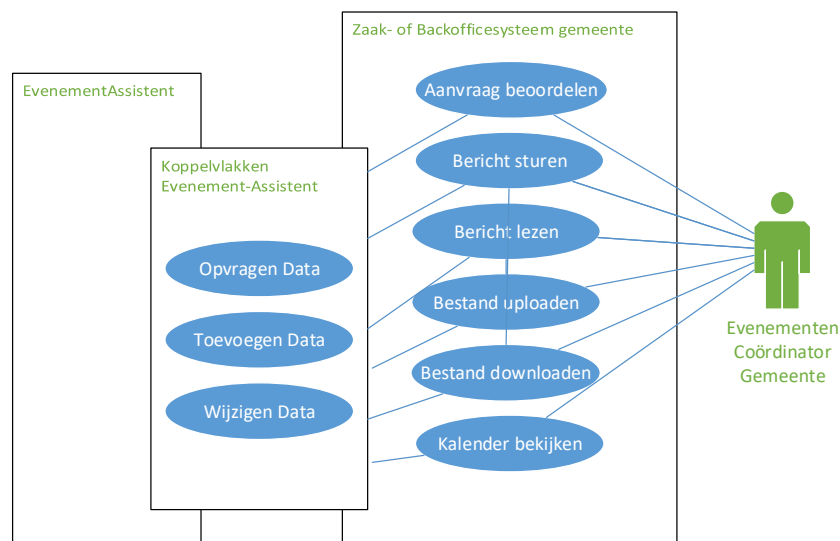 Zaak- of Backofficesysteem gemeente
EvenementAssistent
Koppelvlakken
Evenement-Assistent
Opvragen Data
Toevoegen Data
Wijzigen Data
Aanvraag beoordelen
Bericht sturen
Bericht lezen
Bestand uploaden
Bestand downloaden
Kalender bekijken
Evenementen
Coördinator
Gemeente